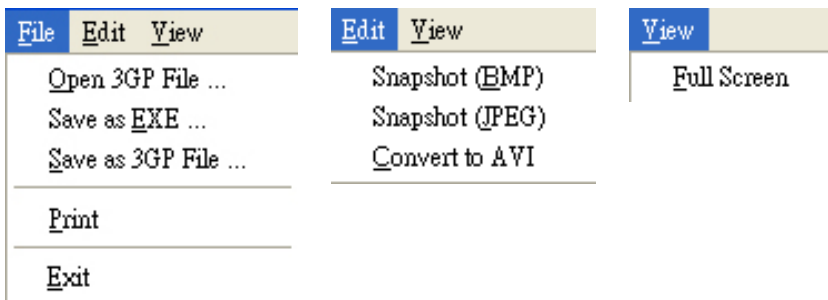 File Edit View
Open 3GP File ...
Save as EXE ...
Save as 3GP File ...
Print
Exit
Edit View
Snapshot (BMP)
Snapshot (JPEG)
Convert to AVI
View
Full Screen